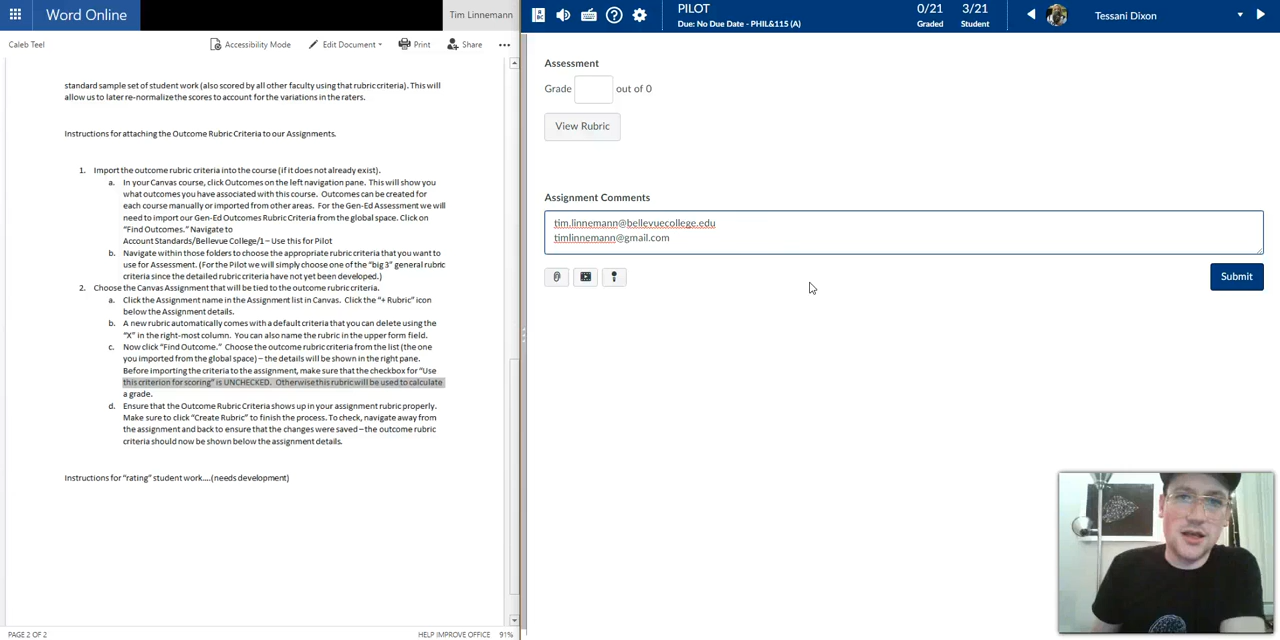 Word Online
Tim Linnemann
PILOT
Due: No Due Date - PHIL&115 (A)
0/21
Graded
3/21
Student
Tessani Dixon
Caleb Teel
Accessibility Mode
Edit Document
Print
Share
standard sample set of student work (also scored by all other faculty using that rubric criteria). This will
allow us to later re-normalize the scores to account for the variations in the raters.
Instructions for attaching the Outcome Rubric Criteria to our Assignments.
1. Import the outcome rubric criteria into the course (if it does not already exist).
a. In your Canvas course, click Outcomes on the left navigation pane. This will show you
what outcomes you have associated with this course. Outcomes can be created for
each course manually or imported from other areas. For the Gen-Ed Assessment we will
need to import our Gen-Ed Outcomes Rubric Criteria from the global space. Click on
"Find Outcomes." Navigate to
Account Standards/Bellevue College/1 – Use this for Pilot
b. Navigate within those folders to choose the appropriate rubric criteria that you want to
use for Assessment. (For the Pilot we will simply choose one of the "big 3" general rubric
criteria since the detailed rubric criteria have not yet been developed.)
2. Choose the Canvas Assignment that will be tied to the outcome rubric criteria.
a. Click the Assignment name in the Assignment list in Canvas. Click the "+ Rubric" icon
below the Assignment details.
b. A new rubric automatically comes with a default criteria that you can delete using the
"X" in the right-most column. You can also name the rubric in the upper form field.
c. Now click "Find Outcome." Choose the outcome rubric criteria from the list (the one
you imported from the global space) – the details will be shown in the right pane.
Before importing the criteria to the assignment, make sure that the checkbox for "Use
this criterion for scoring" is UNCHECKED. Otherwise this rubric will be used to calculate
a grade.
d. Ensure that the Outcome Rubric Criteria shows up in your assignment rubric properly.
Make sure to click "Create Rubric" to finish the process. To check, navigate away from
the assignment and back to ensure that the changes were saved – the outcome rubric
criteria should now be shown below the assignment details.
Instructions for "rating" student work....(needs development)
PAGE 2 OF 2
HELP IMPROVE OFFICE
91%
Assessment
Grade out of 0
View Rubric
Assignment Comments
tim.linnemann@bellevuecollege.edu
timlinnemann@gmail.com
Submit